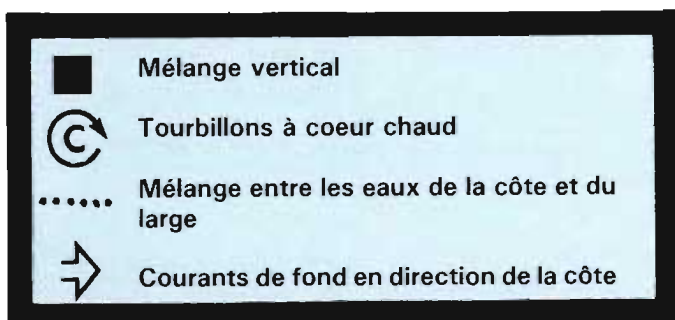 Mélange vertical
C
Tourbillons à coeur chaud
Mélange entre les eaux de la côte et du
large
Courants de fond en direction de la côte